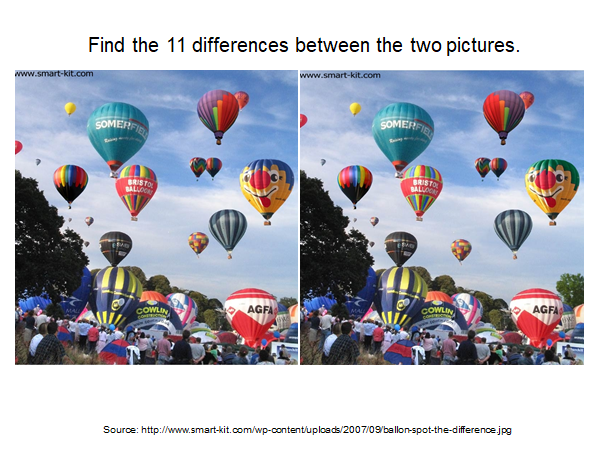 Find the 11 differences between the two pictures.
www.smart-kit.com
www.smart-kit.com
SOMERFIELD
SOMERFIELD
BRISTOL
BALLOONS
BRISTOL
BALLOONS
COWLIN
CONSTRUCTION
COWLIN
CONSTRUCTION
AGFA
AGFA
Source: http://www.smart-kit.com/wp-content/uploads/2007/09/ballon-spot-the-difference.jpg